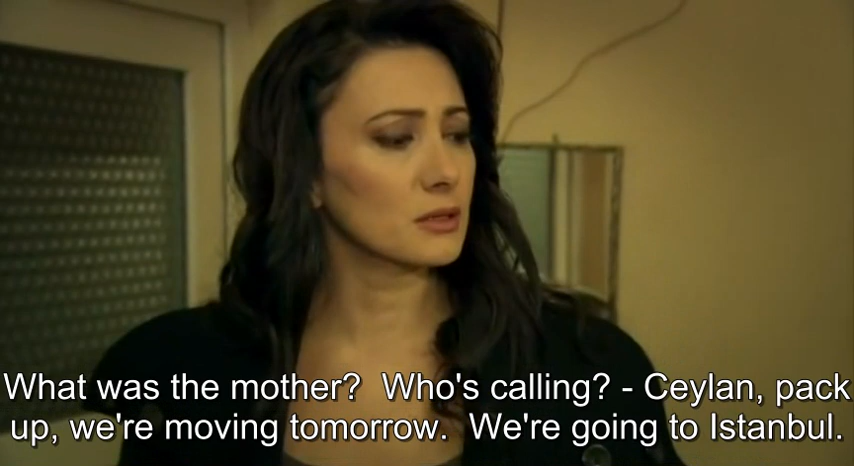 What was the mother?  Who's calling? - Ceylan, pack
up, we're moving tomorrow.  We're going to Istanbul.